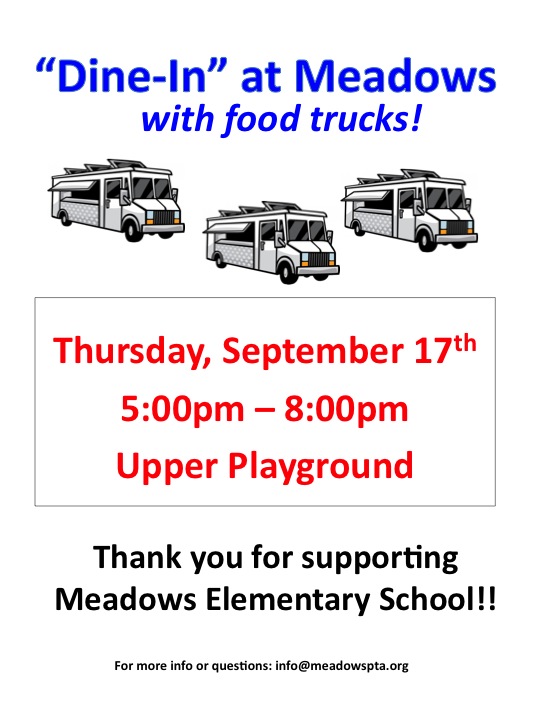 “Dine-In” at Meadows
with food trucks!
Thursday, September 17th
5:00pm – 8:00pm
Upper Playground
Thank you for supporting
Meadows Elementary School!!
For more info or questions: info@meadowspta.org